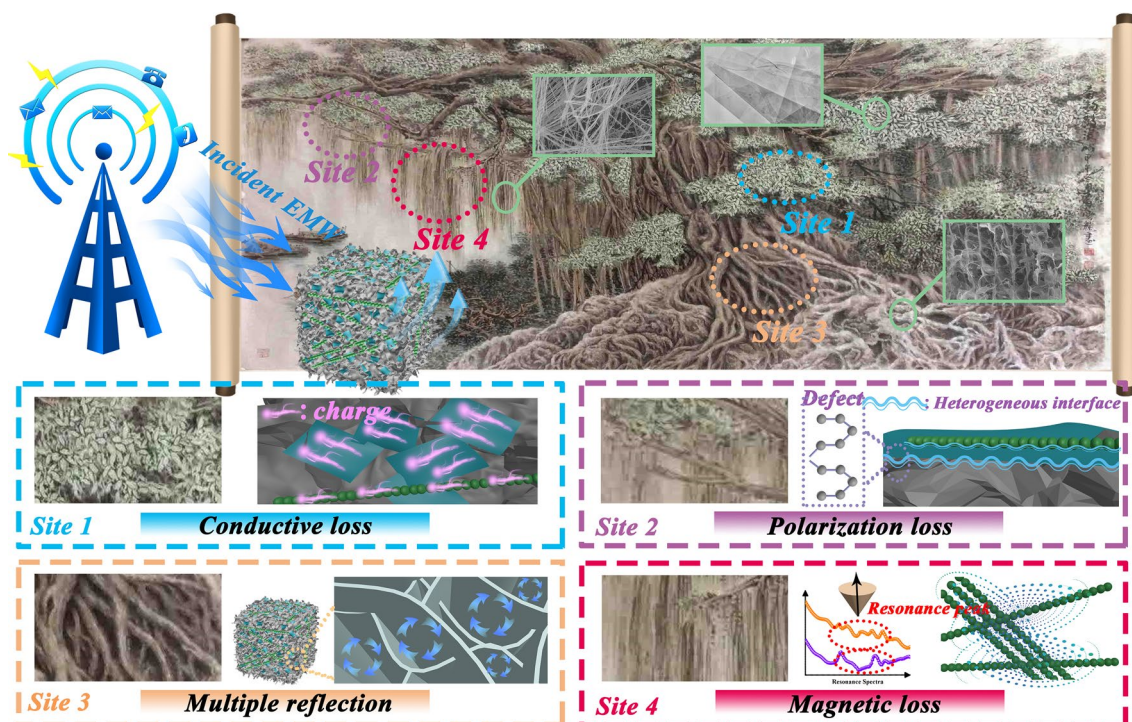 Incident EMW
Site 2
Site 4
Site 1
Site 3
: charge
Site 1
Conductive loss
Defect
: Heterogeneous interface
Site 2
Polarization loss
Site 3
Multiple reflection
Resonance peak
Resonance Spectra
Site 4
Magnetic loss